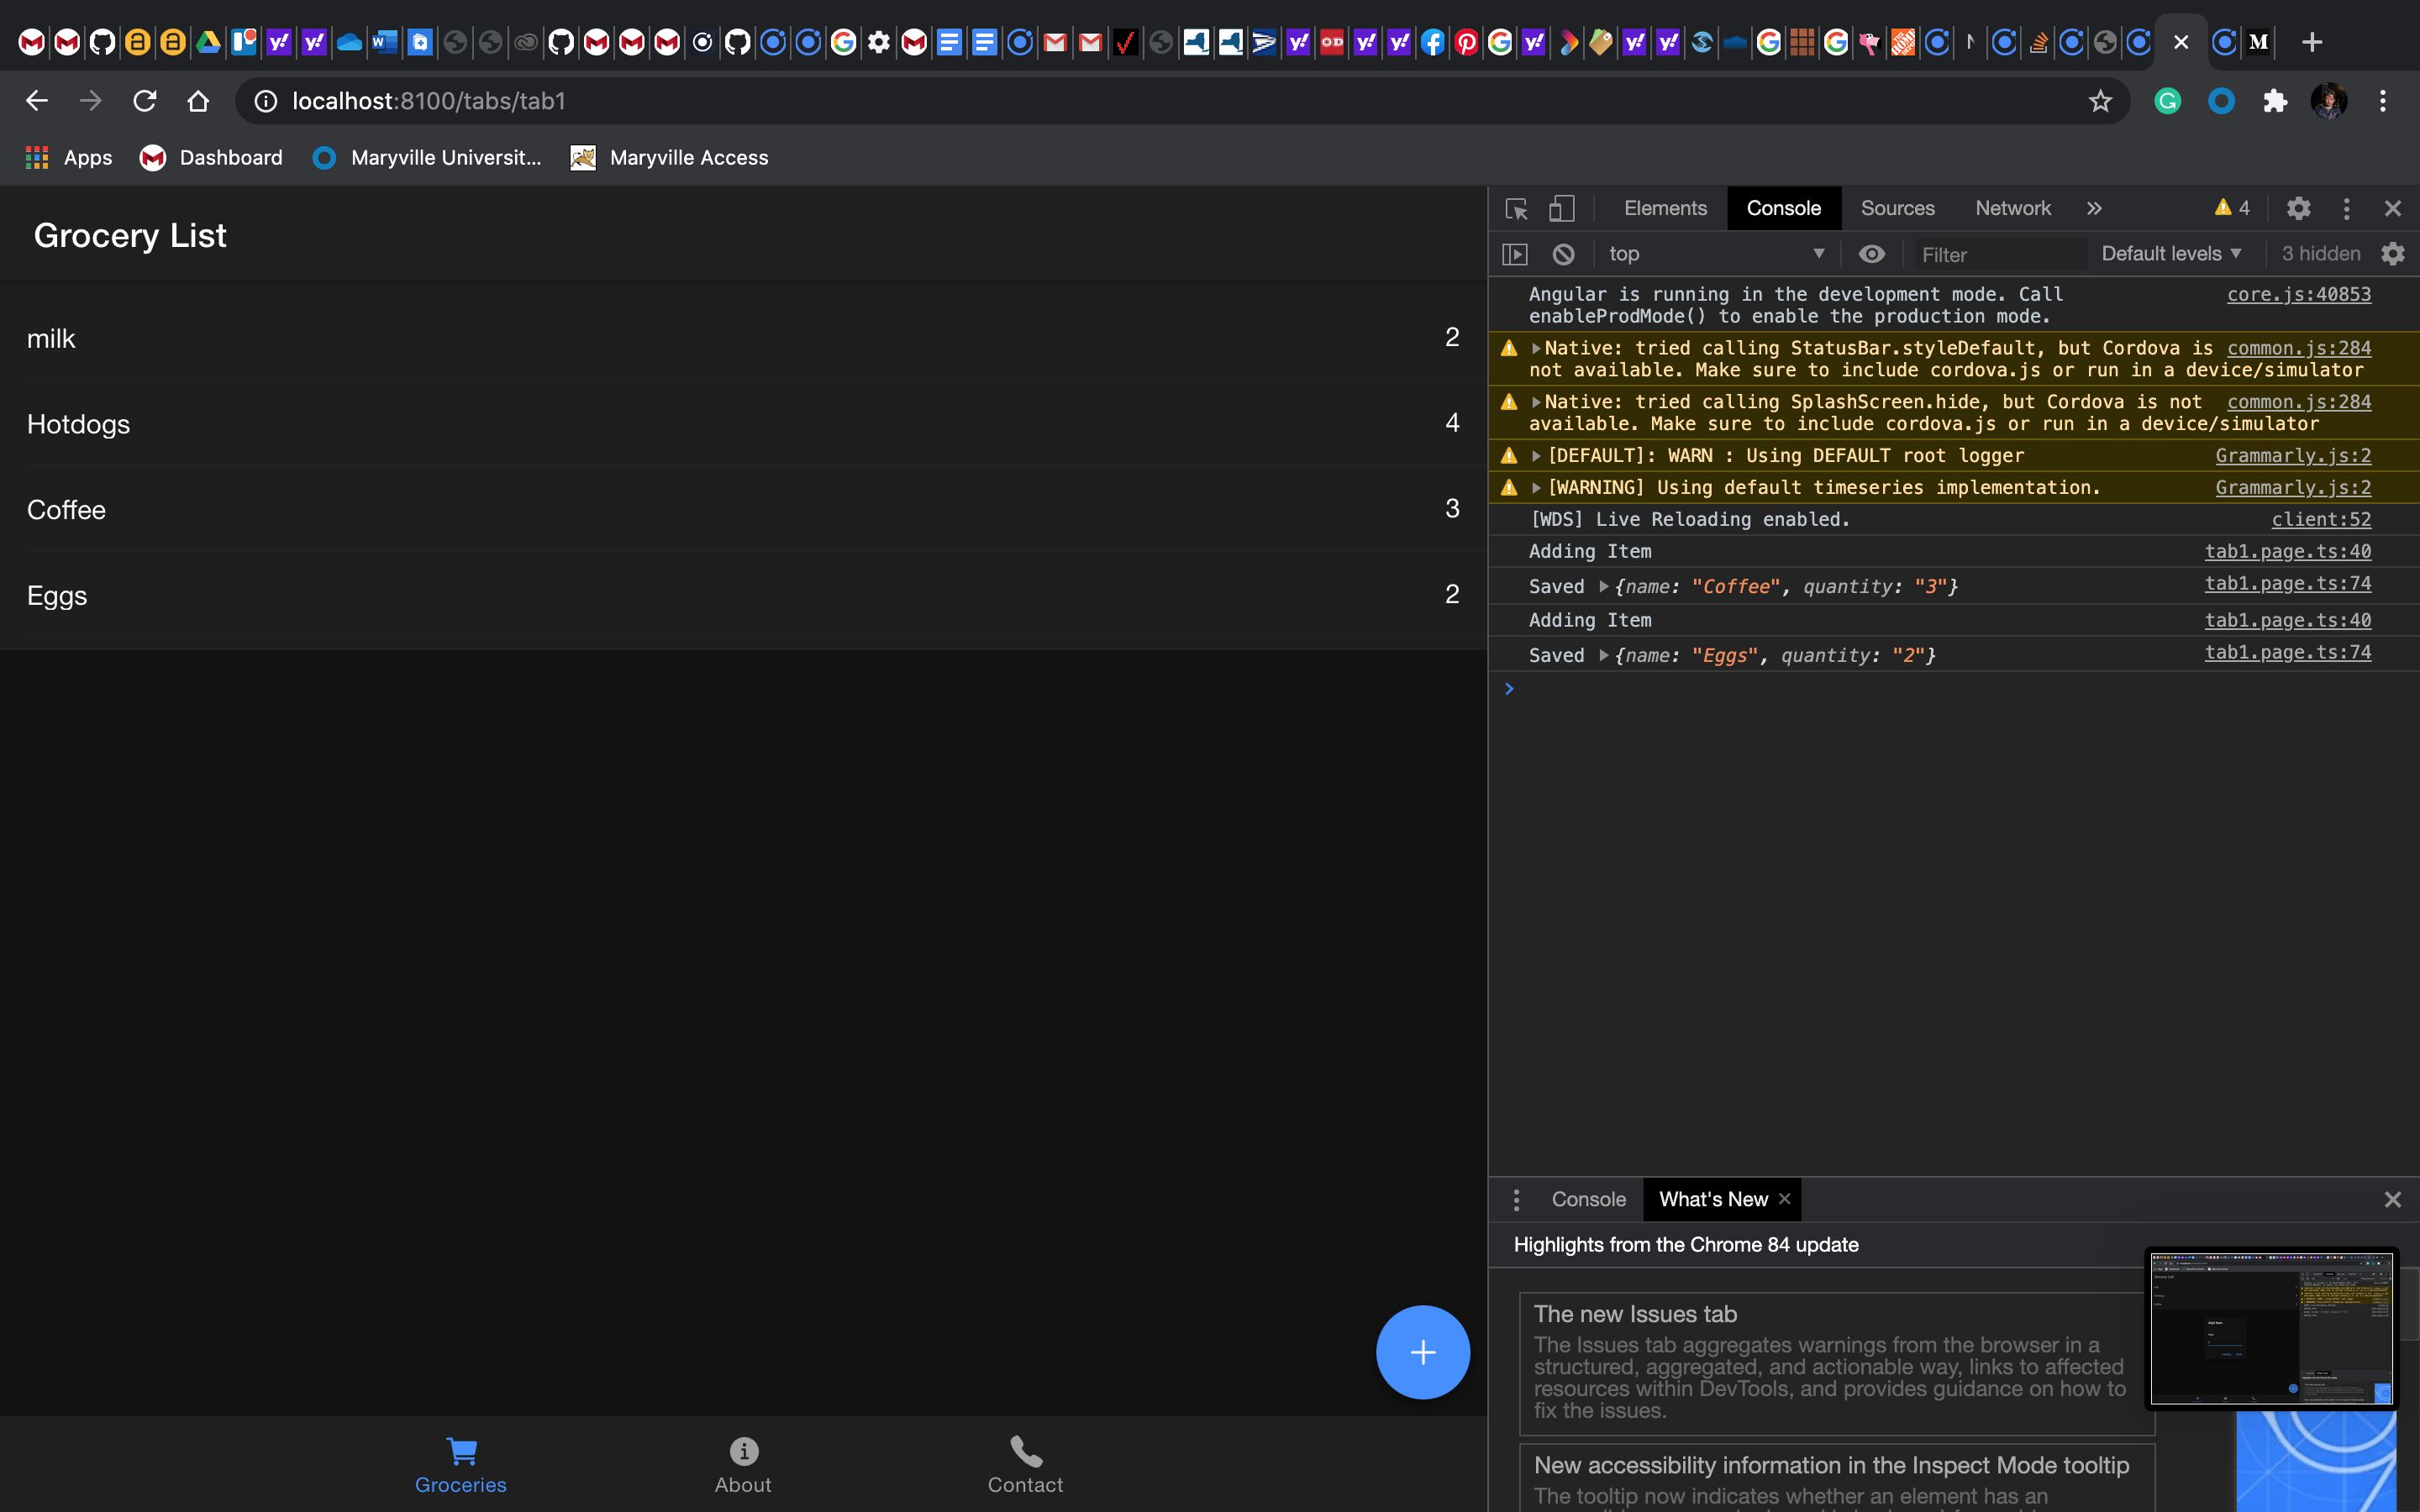 localhost:8100/tabs/tab1
Apps
Dashboard
Maryville Universit...
Maryville Access
Grocery List
milk
2
Hotdogs
4
Coffee
3
Eggs
2
Groceries
About
Contact
Elements
Console
Sources
Network
4
top
Filter
Default levels
3 hidden
Angular is running in the development mode. Call
core.js:40853
enableProdMode() to enable the production mode.
Native: tried calling StatusBar.styleDefault, but Cordova is
common.js:284
not available. Make sure to include cordova.js or run in a device/simulator
Native: tried calling SplashScreen.hide, but Cordova is not
common.js:284
available. Make sure to include cordova.js or run in a device/simulator
[DEFAULT]: WARN : Using DEFAULT root logger
Grammarly.js:2
[WARNING] Using default timeseries implementation.
Grammarly.js:2
[WDS] Live Reloading enabled.
client:52
Adding Item
tab1.page.ts:40
Saved {name: "Coffee", quantity: "3"}
tab1.page.ts:74
Adding Item
tab1.page.ts:40
Saved {name: "Eggs", quantity: "2"}
tab1.page.ts:74
Console
What's New
Highlights from the Chrome 84 update
The new Issues tab
The Issues tab aggregates warnings from the browser in a
structured, aggregated, and actionable way, links to affected
resources within DevTools, and provides guidance on how to
fix the issues.
New accessibility information in the Inspect Mode tooltip
The tooltip now indicates whether an element has an